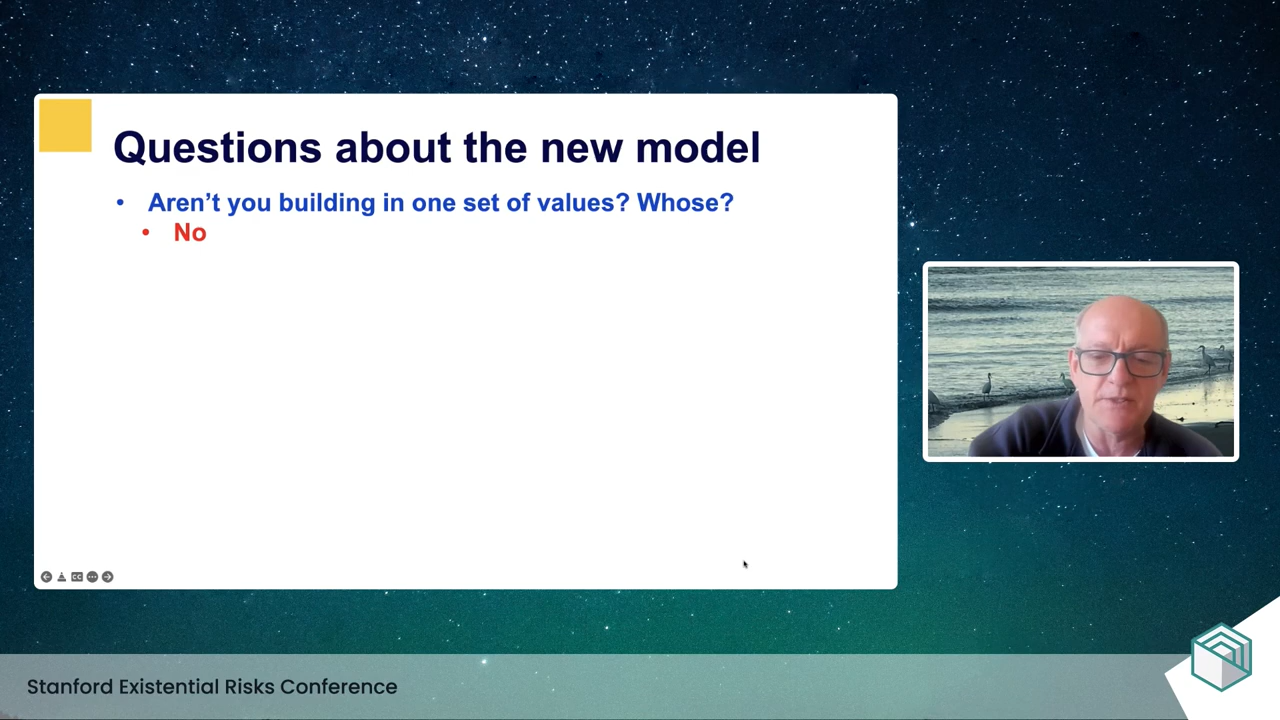 Questions about the new model
• Aren’t you building in one set of values? Whose?
• No
CC
Stanford Existential Risks Conference